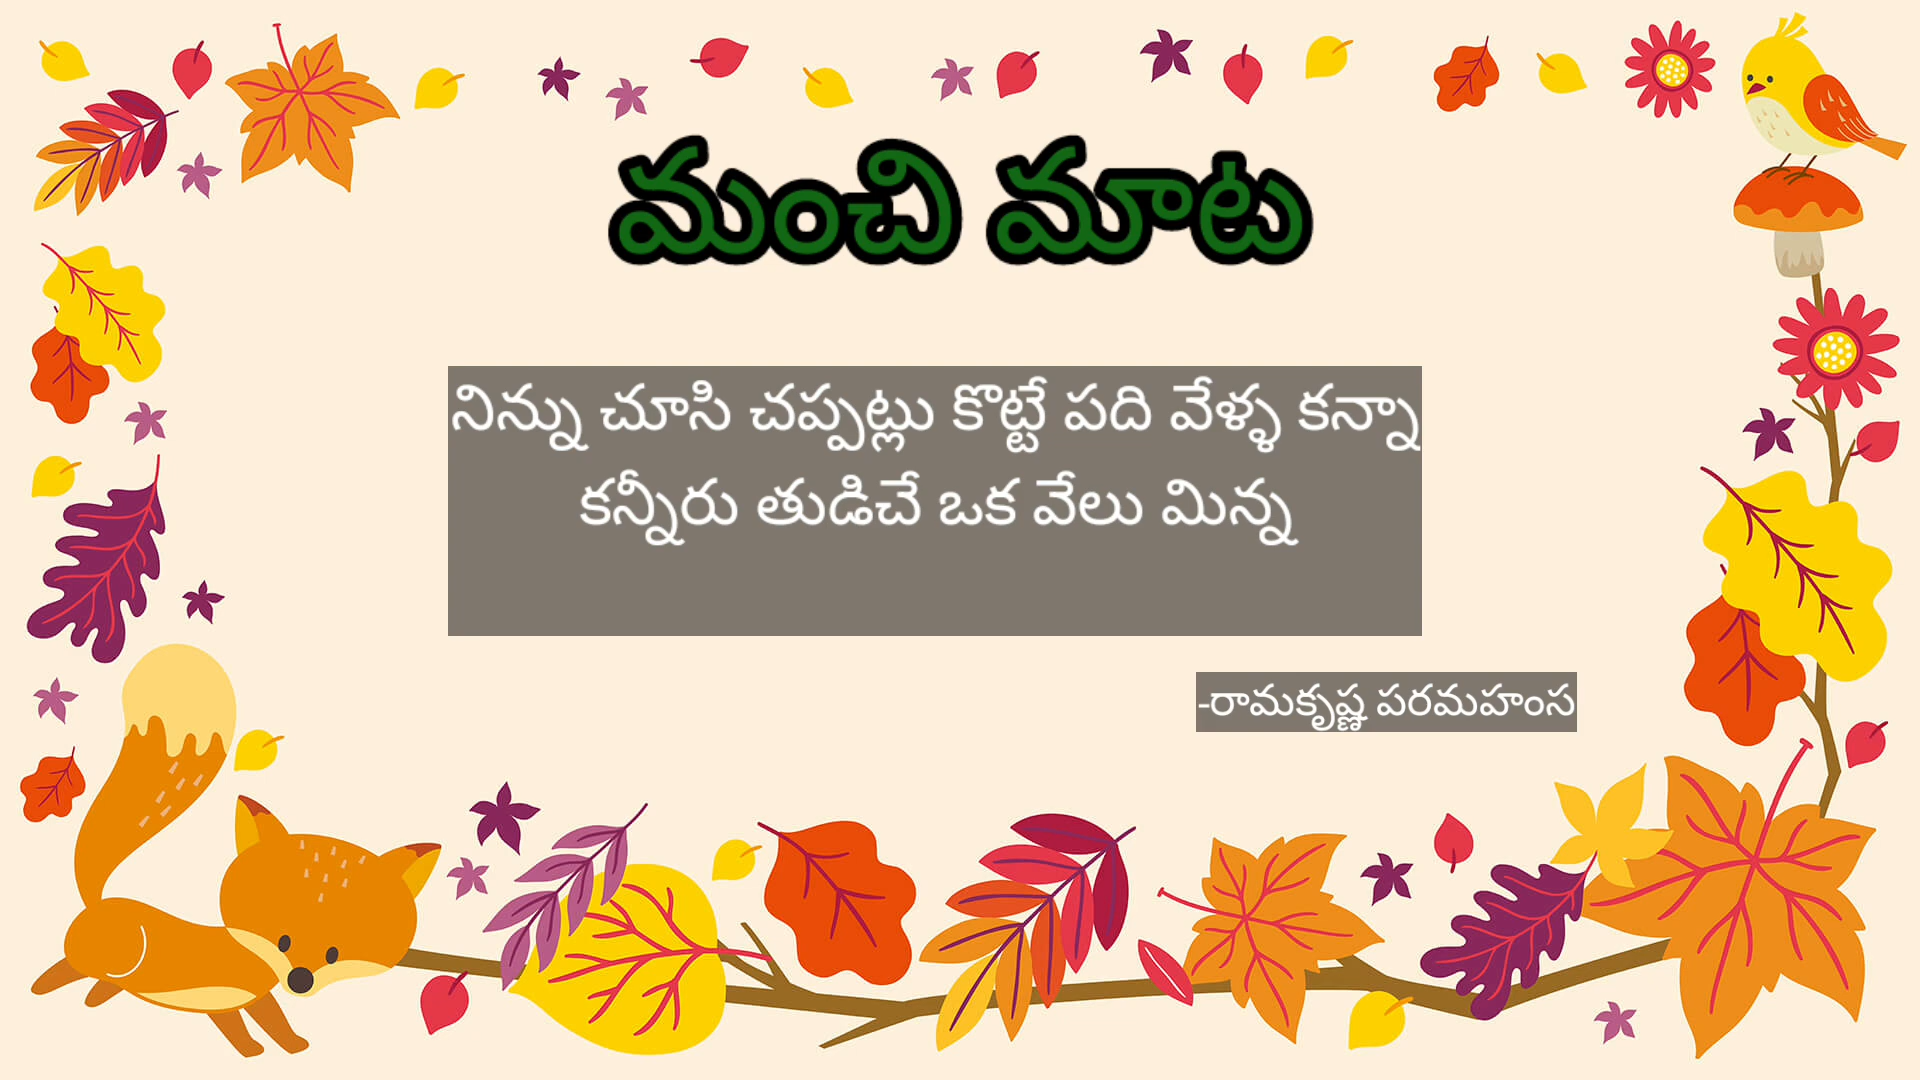 మంచి మాట
నిన్ను చూసి చప్పట్లు కొట్టే పది వేళ్ళ కన్నా
కన్నీరు తుడిచే ఒక వేలు మిన్న
-రామకృష్ణ పరమహంస